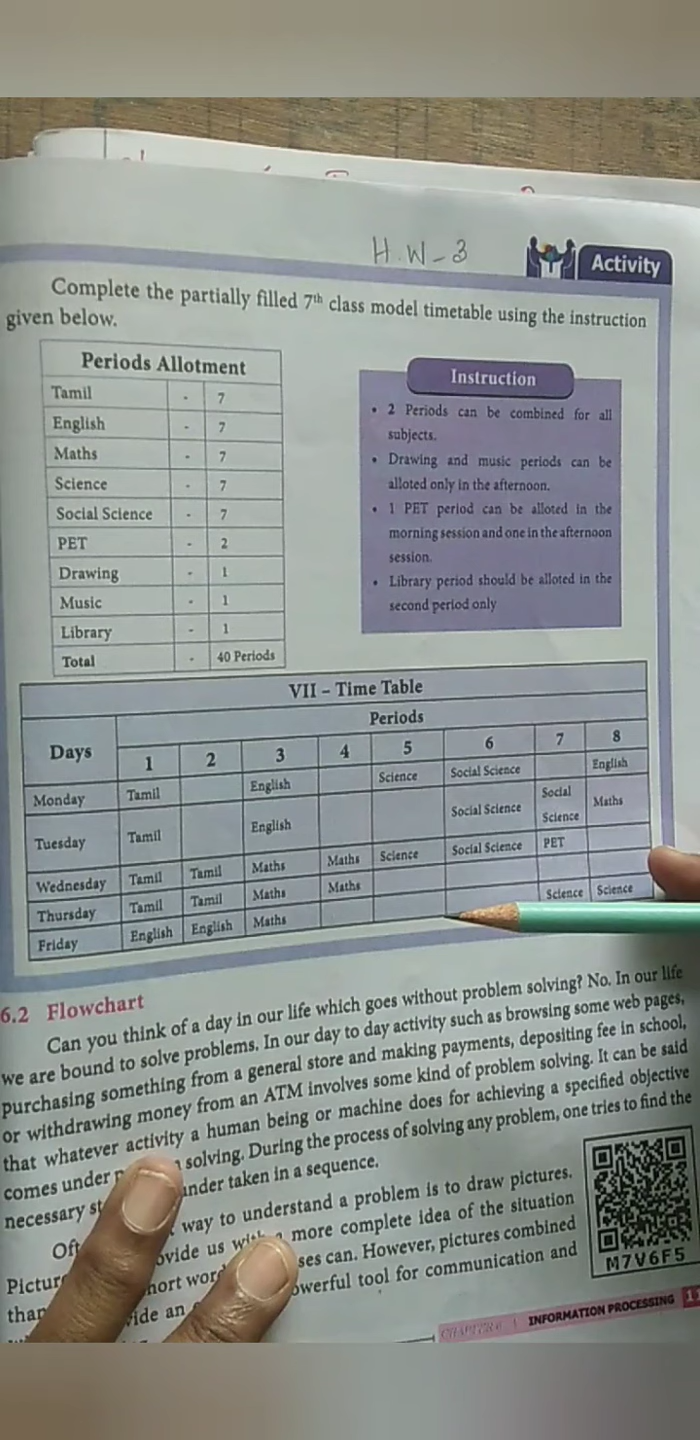 H.W-3
Activity
Complete the partially filled 7th class model timetable using the instruction
given below.
Periods Allotment
Tamil - 7
English - 7
Maths - 7
Science - 7
Social Science - 7
PET - 2
Drawing - 1
Music - 1
Library - 1
Total - 40 Periods
Instruction
• 2 Periods can be combined for all
subjects.
• Drawing and music periods can be
alloted only in the afternoon.
• 1 PET period can be alloted in the
morning session and one in the afternoon
session.
• Library period should be alloted in the
second period only
VII – Time Table
Days Periods
1 2 3 4 5 6 7 8
Monday Tamil English Science Social Science English
Tuesday Tamil English Social Science Social Science Maths
Wednesday Tamil Tamil Maths Maths Science Social Science PET
Thursday Tamil Tamil Maths Maths
Friday English English Maths Science Science
6.2 Flowchart
Can you think of a day in our life which goes without problem solving? No. In our life
we are bound to solve problems. In our day to day activity such as browsing some web pages,
purchasing something from a general store and making payments, depositing fee in school,
or withdrawing money from an ATM involves some kind of problem solving. It can be said
that whatever activity a human being or machine does for achieving a specified objective
comes under solving. During the process of solving any problem, one tries to find the
necessary under taken in a sequence.
way to understand a problem is to draw pictures.
more complete idea of the situation
can. However, pictures combined
an powerful tool for communication and
M7V6F5
CHAPTER 6 | INFORMATION PROCESSING